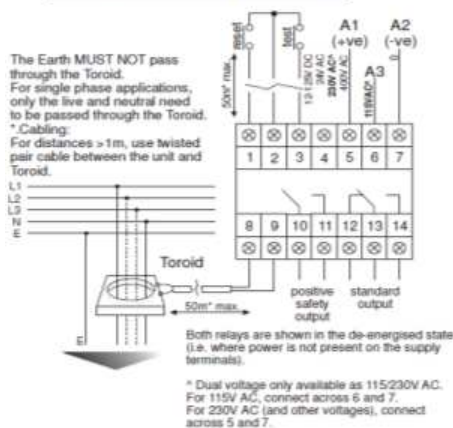 The Earth MUST NOT pass
through the Toroid.
For single phase applications,
only the live and neutral need
to be passed through the Toroid.
*.Cabling:
For distances >1m, use twisted
pair cable between the unit and
Toroid.
reset
test
50m* max.
12-125V DC
24V AC
230V AC^
400V AC
A1
(+ve)
115VAC^
A3
A2
(-ve)
1 2 3 4 5 6 7
8 9 10 11 12 13 14
L1
L2
L3
N
E
Toroid
50m* max.
E
positive
safety
output
standard
output
Both relays are shown in the de-energised state
(i.e. where power is not present on the supply
terminals).
^ Dual voltage only available as 115/230V AC.
For 115V AC, connect across 6 and 7.
For 230V AC (and other voltages), connect
across 5 and 7.